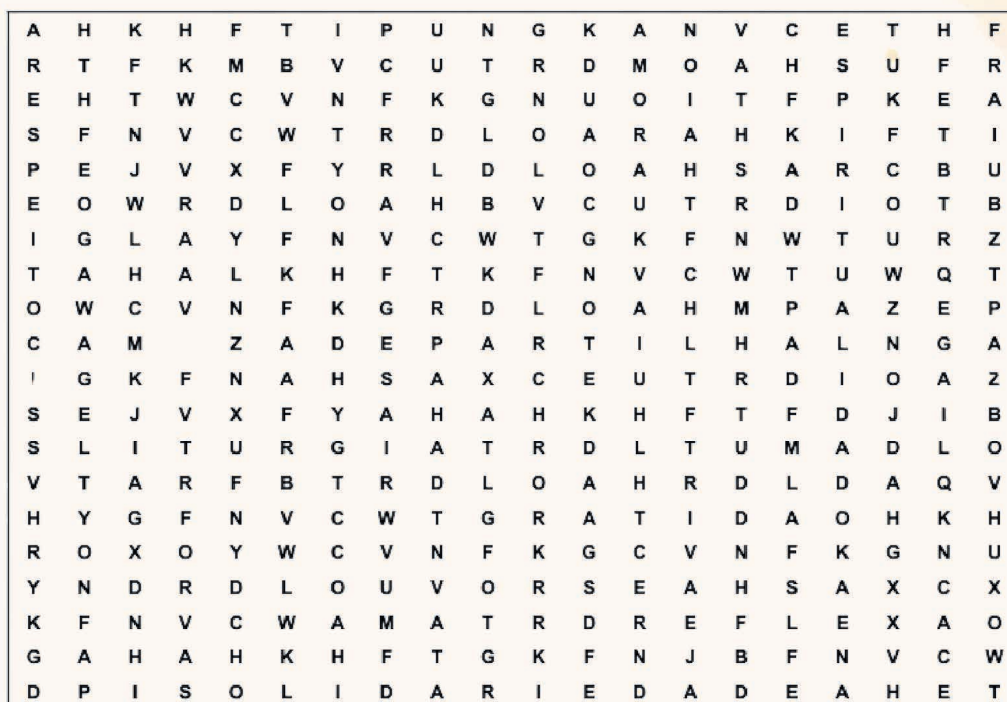 A H K H F T I P U N G K A N V C E T H F
R T F K M B V C U T R D M O A H S U F R
E H T W C V N F K G N U O I T F P K E A
S F N V C W T R D L O A R A H K I F T I
P E J V X F Y R L D L O A H S A R C B U
E O W R D L O A H B V C U T R D I O T B
I G L A Y F N V C W T G K F N W T U R Z
T A H A L K H F T K F N V C W T U W Q T
O W C V N F K G R D L O A H M P A Z E P
C A M Z A D E P A R T I L H A L N G A
I G K F N A H S A X C E U T R D I O A Z
S E J V X F Y A H A H K H F T F D J I B
S L I T U R G I A T R D L T U M A D L O
V T A R F B T R D L O A H R D L D A Q V
H Y G F N V C W T G R A T I D A O H K H
R O X O Y W C V N F K G C V N F K G N U
Y N D R D L O U V O R S E A H S A X C X
K F N V C W A M A T R D R E F L E X A O
G A H A H K H F T G K F N J B F N V C W
D P I S O L I D A R I E D A D E A H E T